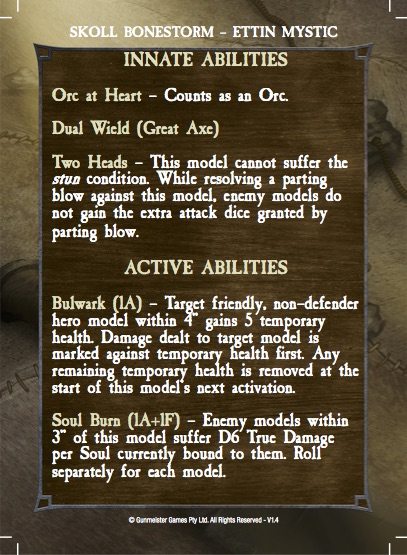 SKOLL BONESTORM – ETTIN MYSTIC
INNATE ABILITIES
Orc at Heart – Counts as an Orc.
Dual Wield (Great Axe)
Two Heads – This model cannot suffer the
stun condition. While resolving a parting
blow against this model, enemy models do
not gain the extra attack dice granted by
parting blow.
ACTIVE ABILITIES
Bulwark (1A) – Target friendly, non-defender
hero model within 4" gains 5 temporary
health. Damage dealt to target model is
marked against temporary health first. Any
remaining temporary health is removed at the
start of this model's next activation.
Soul Burn (1A+1F) – Enemy models within
3" of this model suffer D6 True Damage
per Soul currently bound to them. Roll
separately for each model.
© Gunmeister Games Pty Ltd. All Rights Reserved - V1.4